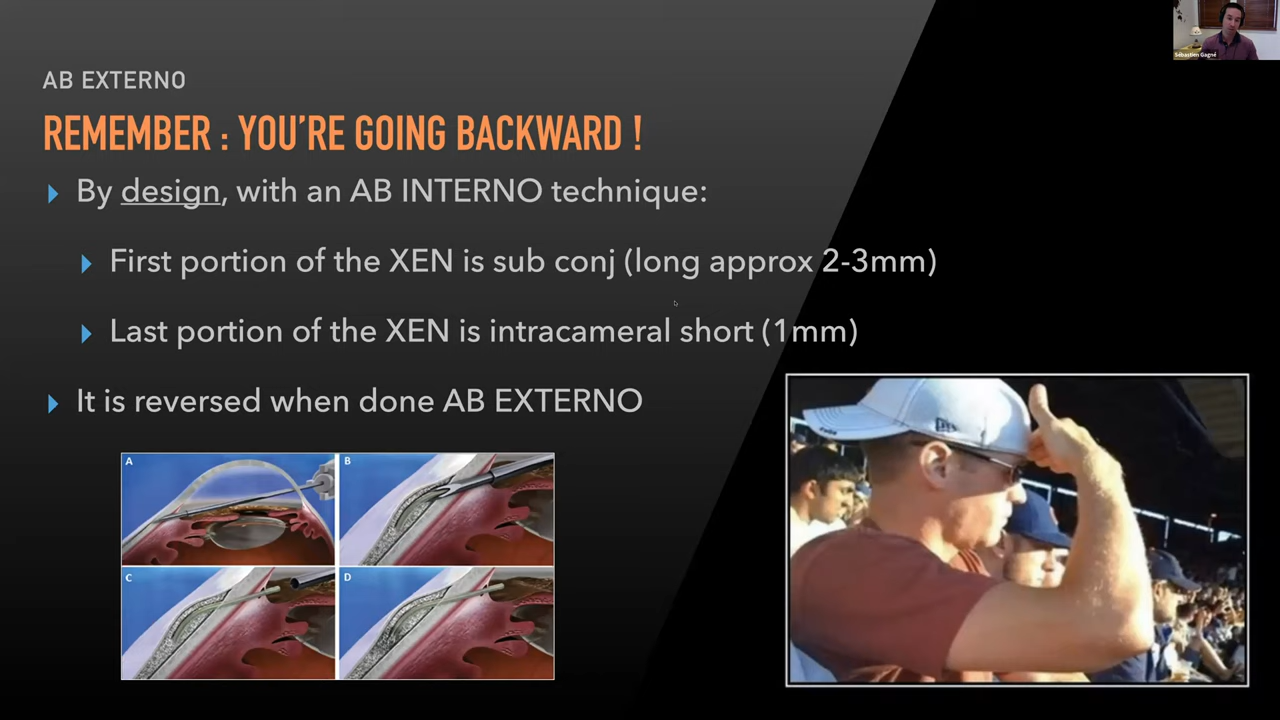 Sébastien Gagné
AB EXTERNO
REMEMBER : YOU'RE GOING BACKWARD !
By design, with an AB INTERNO technique:
First portion of the XEN is sub conj (long approx 2-3mm)
Last portion of the XEN is intracameral short (1mm)
It is reversed when done AB EXTERNO
A
B
C
D